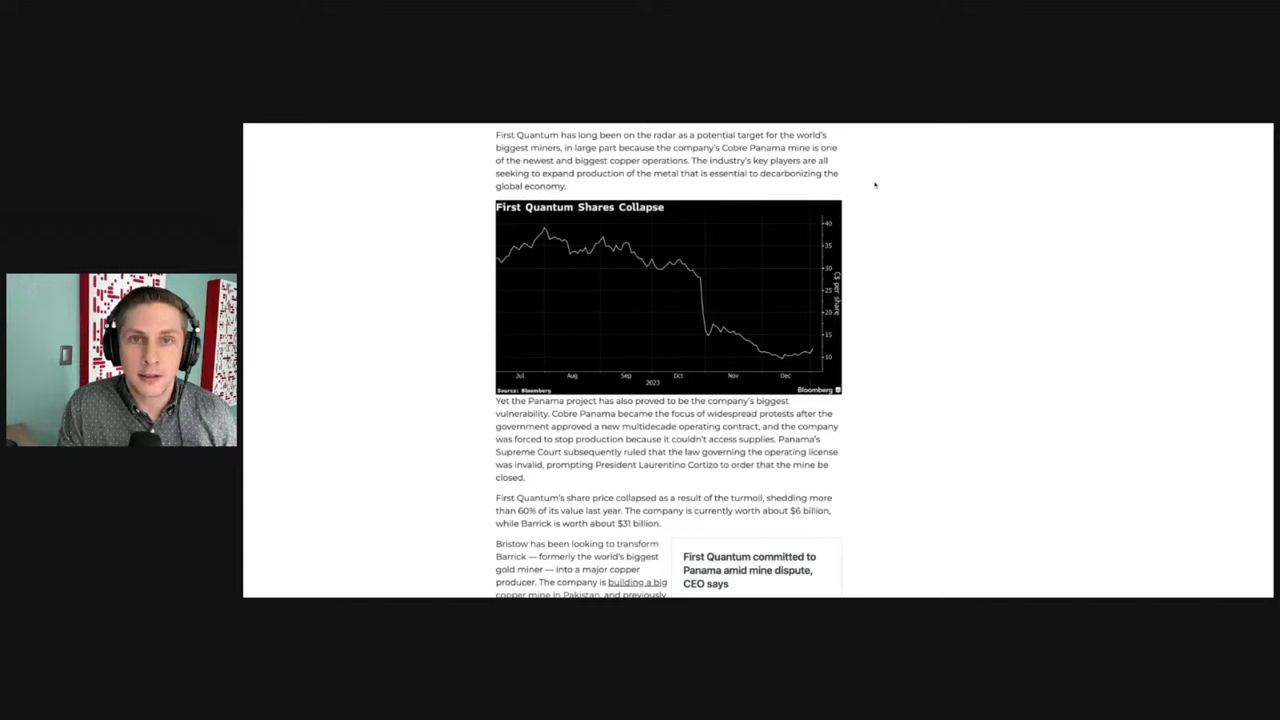 First Quantum has long been on the radar as a potential target for the world's
biggest miners, in large part because the company's Cobre Panama mine is one
of the newest and biggest copper operations. The industry's key players are all
seeking to expand production of the metal that is essential to decarbonizing the
global economy.
First Quantum Shares Collapse
40
35
30
25
20
15
10
C$ per share
Jul Aug Sep Oct Nov Dec
2023
Source: Bloomberg
Bloomberg
Yet the Panama project has also proved to be the company's biggest
vulnerability. Cobre Panama became the focus of widespread protests after the
government approved a new multidecade operating contract, and the company
was forced to stop production because it couldn't access supplies. Panama's
Supreme Court subsequently ruled that the law governing the operating license
was invalid, prompting President Laurentino Cortizo to order that the mine be
closed.
First Quantum's share price collapsed as a result of the turmoil, shedding more
than 60% of its value last year. The company is currently worth about $6 billion,
while Barrick is worth about $31 billion.
Bristow has been looking to transform
Barrick — formerly the world's biggest
gold miner — into a major copper
producer. The company is building a big
copper mine in Pakistan, and previously
First Quantum committed to
Panama amid mine dispute,
CEO says